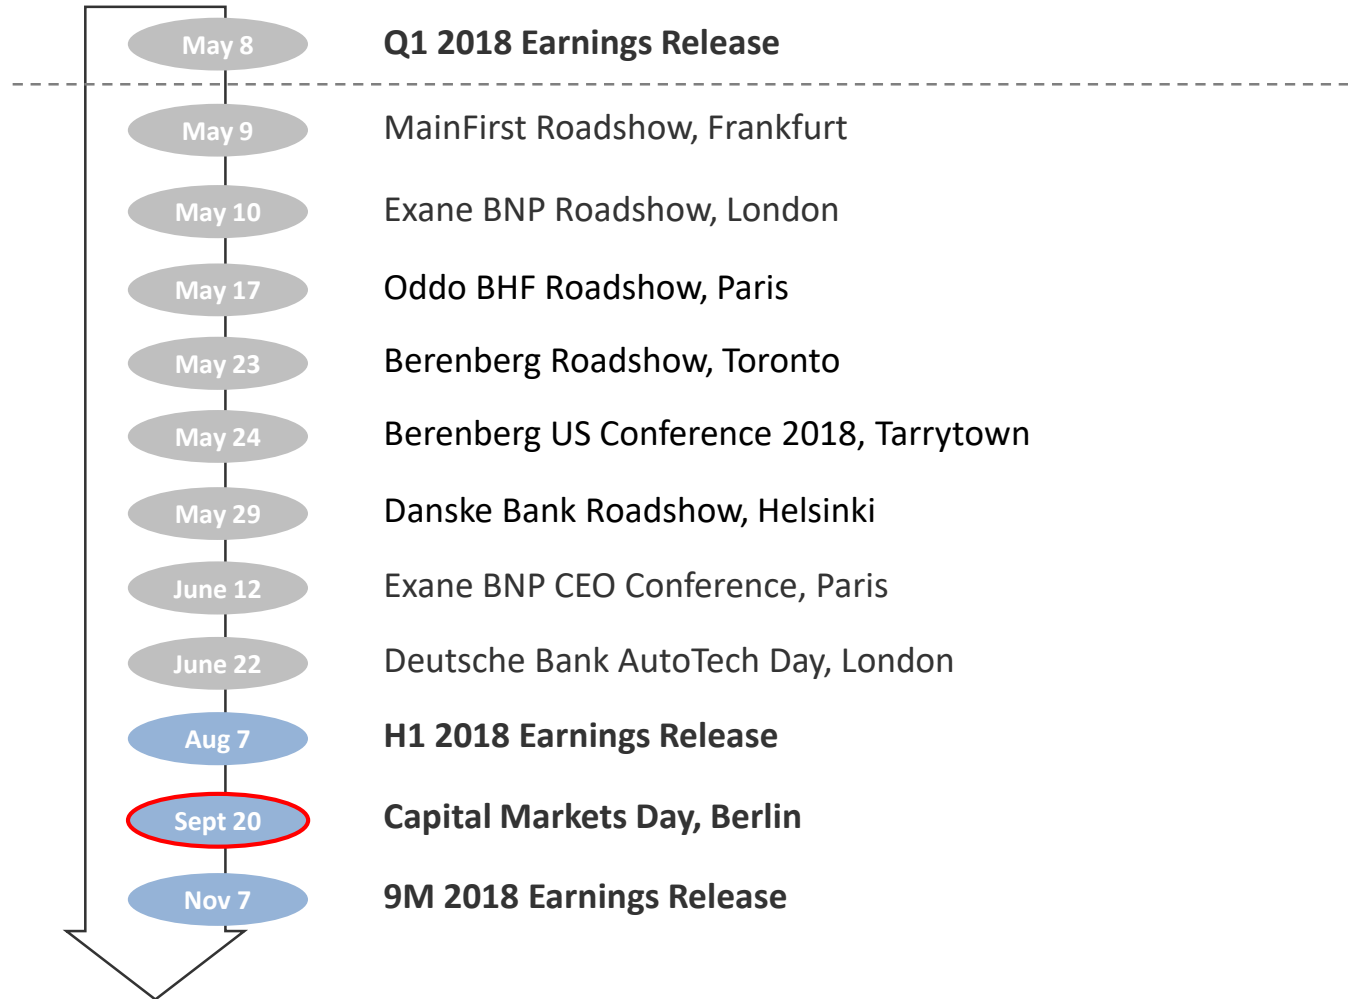 May 8 Q1 2018 Earnings Release
May 9 MainFirst Roadshow, Frankfurt
May 10 Exane BNP Roadshow, London
May 17 Oddo BHF Roadshow, Paris
May 23 Berenberg Roadshow, Toronto
May 24 Berenberg US Conference 2018, Tarrytown
May 29 Danske Bank Roadshow, Helsinki
June 12 Exane BNP CEO Conference, Paris
June 22 Deutsche Bank AutoTech Day, London
Aug 7 H1 2018 Earnings Release
Sept 20 Capital Markets Day, Berlin
Nov 7 9M 2018 Earnings Release